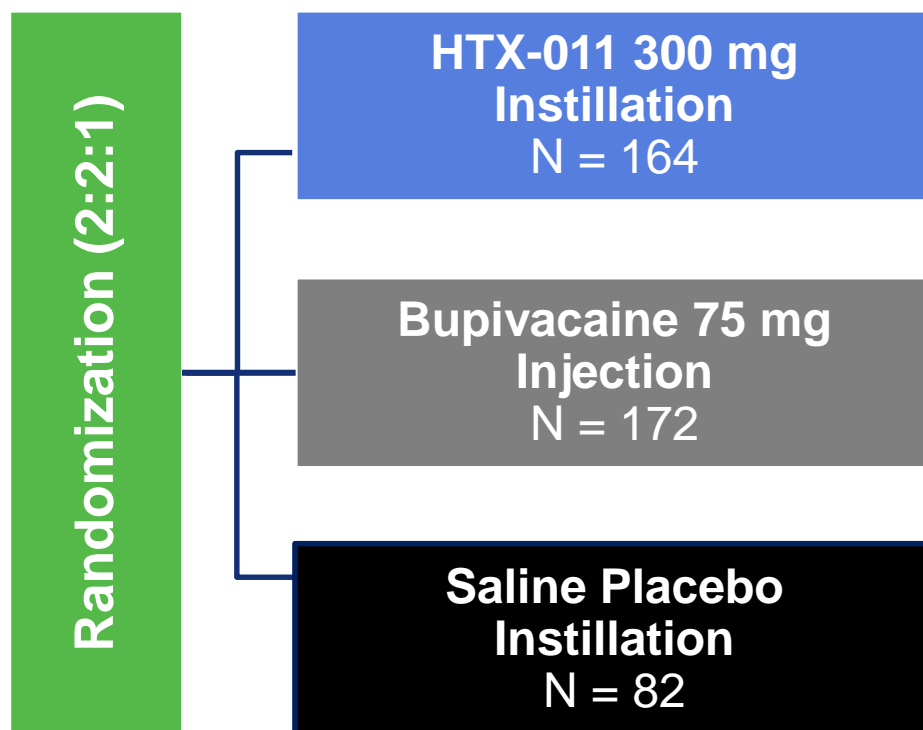 Randomization (2:2:1)
HTX-011 300 mg
Instillation
N = 164
Bupivacaine 75 mg
Injection
N = 172
Saline Placebo
Instillation
N = 82